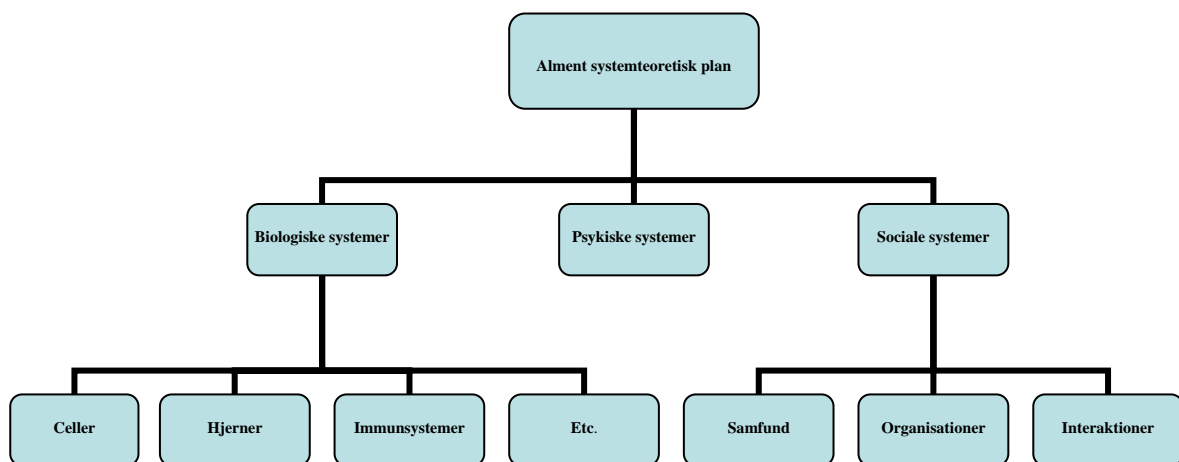 Alment systemteoretisk plan
Biologiske systemer
Psykiske systemer
Sociale systemer
Celler
Hjerner
Immunsystemer
Etc.
Samfund
Organisationer
Interaktioner